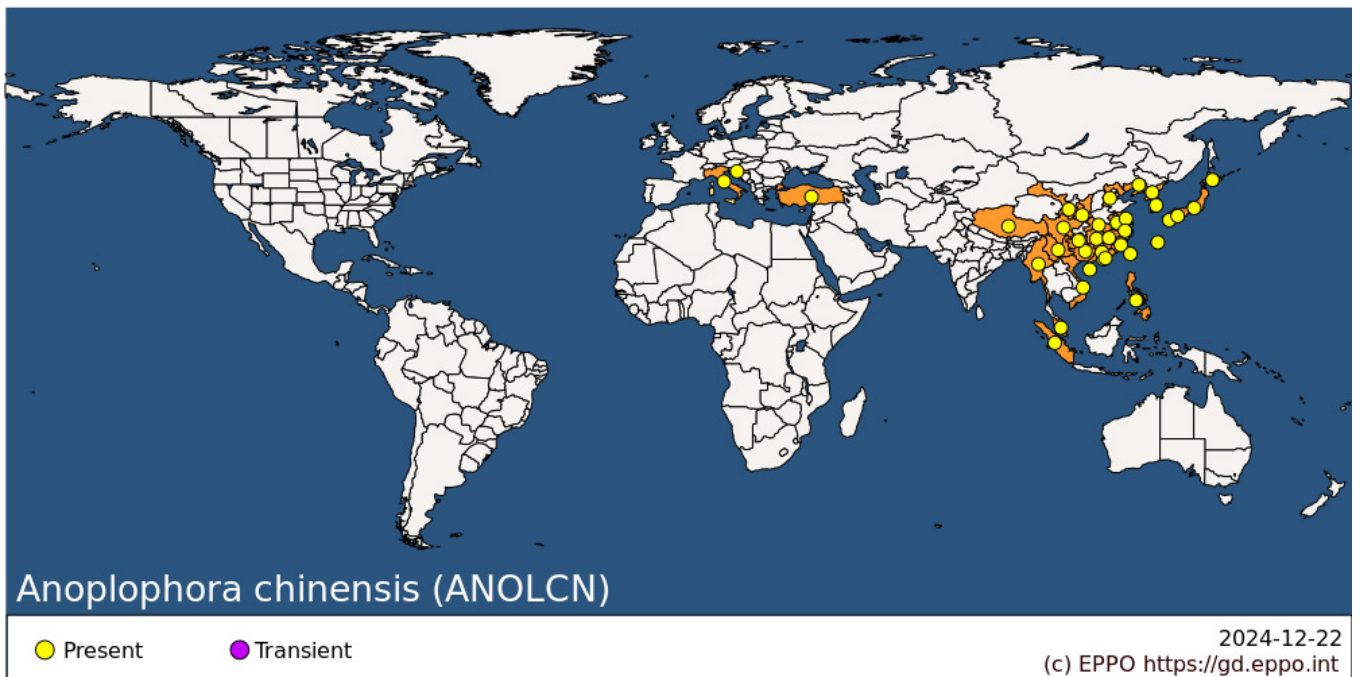 Anoplophora chinensis (ANOLCN)
Present
Transient
2024-12-22
(c) EPPO https://gd.eppo.int